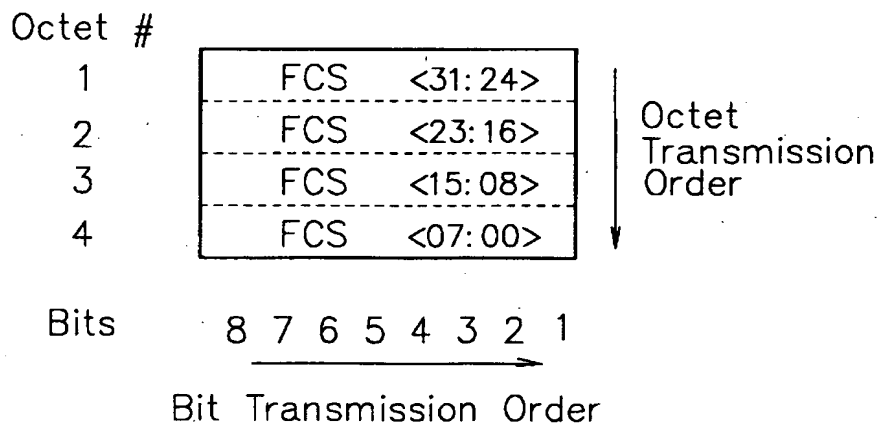 Octet #
1 FCS <31:24>
2 FCS <23:16>
3 FCS <15:08>
4 FCS <07:00>
Octet
Transmission
Order
Bits 8 7 6 5 4 3 2 1
Bit Transmission Order